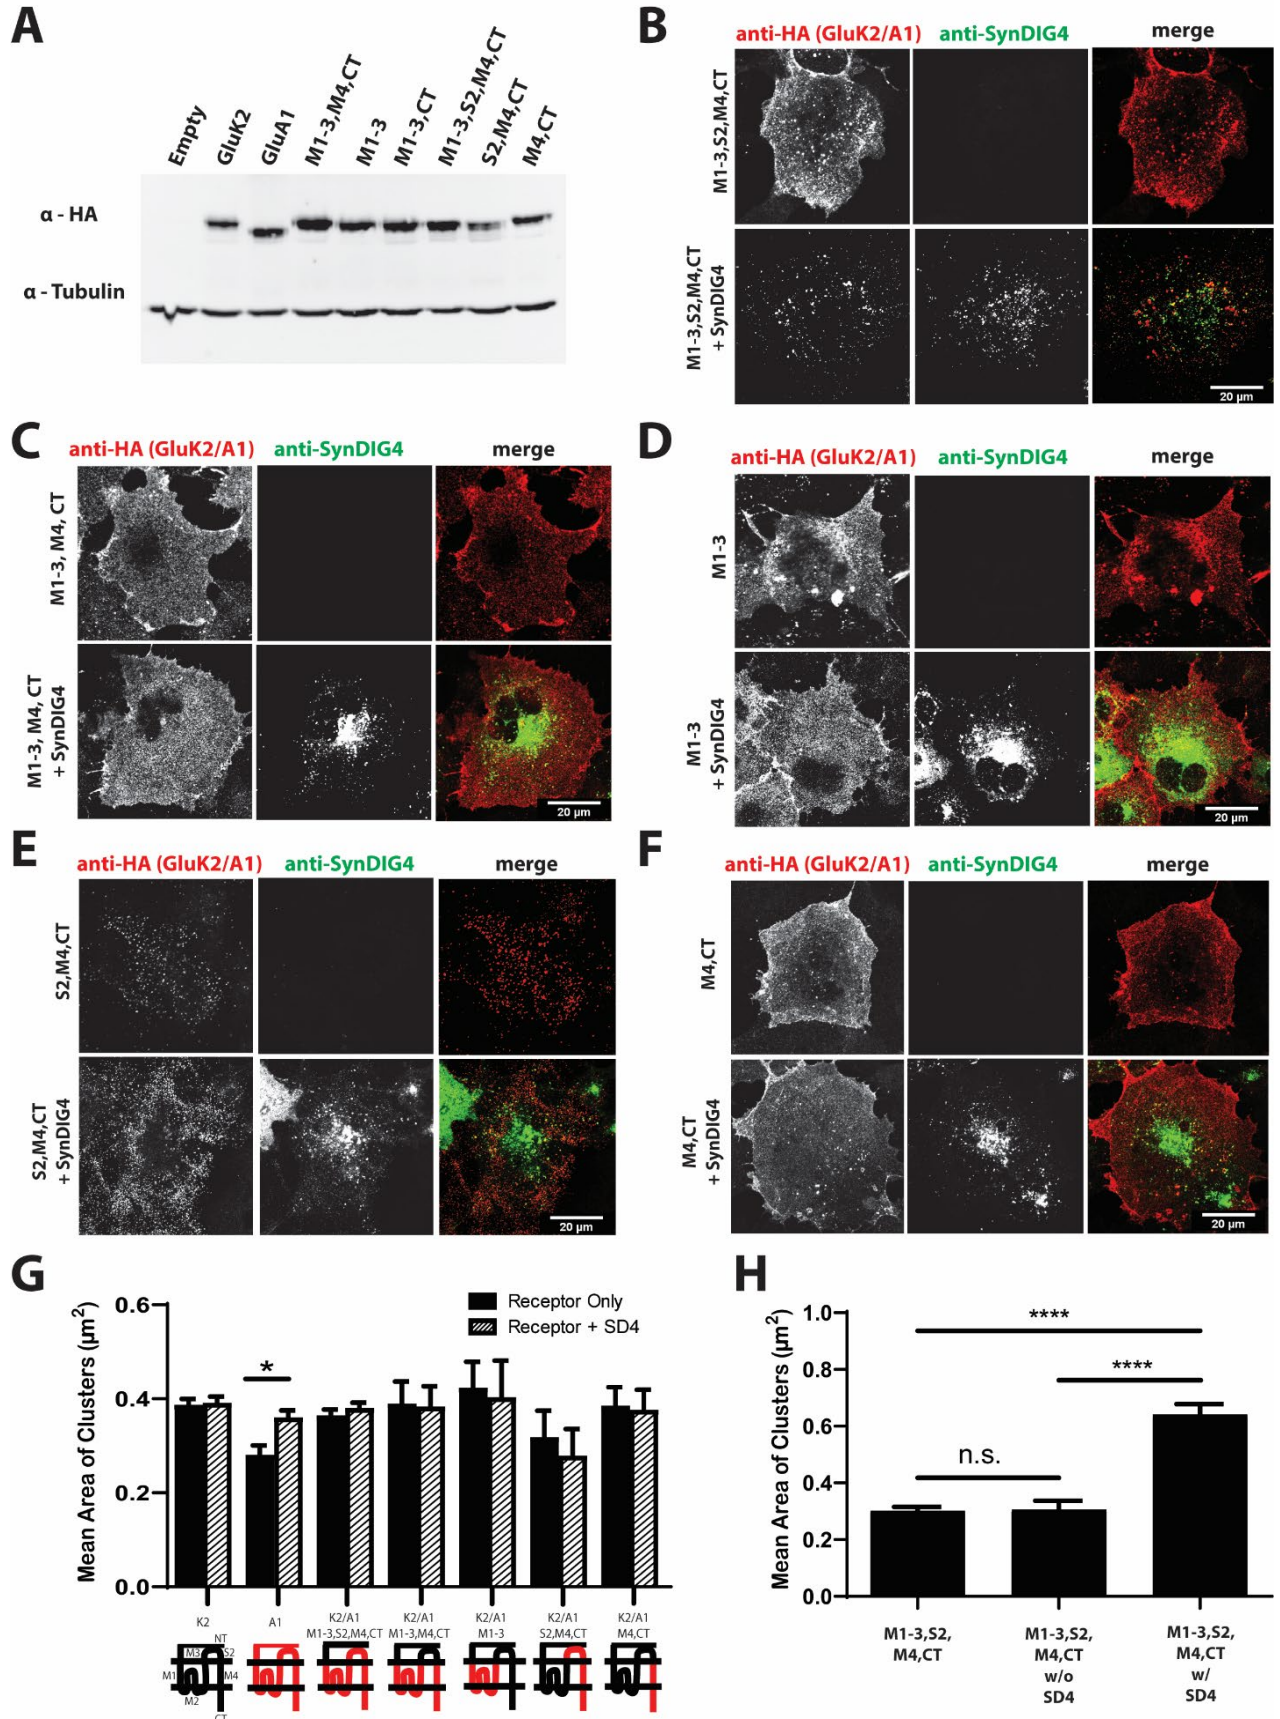 A
Empty
GluK2
GluA1
M1-3,M4,CT
M1-3
M1-3,CT
M1-3,S2,M4,CT
S2,M4,CT
M4,CT
α - HA
α - Tubulin
B
anti-HA (GluK2/A1) anti-SynDIG4 merge
M1-3,S2,M4,CT
M1-3,S2,M4,CT
+ SynDIG4
20 μm
C
anti-HA (GluK2/A1) anti-SynDIG4 merge
M1-3, M4, CT
M1-3, M4, CT
+ SynDIG4
20 μm
D
anti-HA (GluK2/A1) anti-SynDIG4 merge
M1-3
M1-3
+ SynDIG4
20 μm
E
anti-HA (GluK2/A1) anti-SynDIG4 merge
S2,M4,CT
S2,M4,CT
+ SynDIG4
20 μm
F
anti-HA (GluK2/A1) anti-SynDIG4 merge
M4,CT
M4,CT
+ SynDIG4
20 μm
G
Mean Area of Clusters (μm²)
0.6
0.4
0.2
0.0
Receptor Only
Receptor + SD4
*
K2
A1
K2/A1
M1-3,S2,M4,CT
K2/A1
M1-3,M4,CT
K2/A1
M1-3
K2/A1
S2,M4,CT
K2/A1
M4,CT
NT
M3
S2
M1
M4
M2
CT
H
Mean Area of Clusters (μm²)
1.0
0.8
0.6
0.4
0.2
0.0
****
****
n.s.
M1-3,S2,
M4,CT
M1-3,S2,
M4,CT
w/o
SD4
M1-3,S2,
M4,CT
w/
SD4